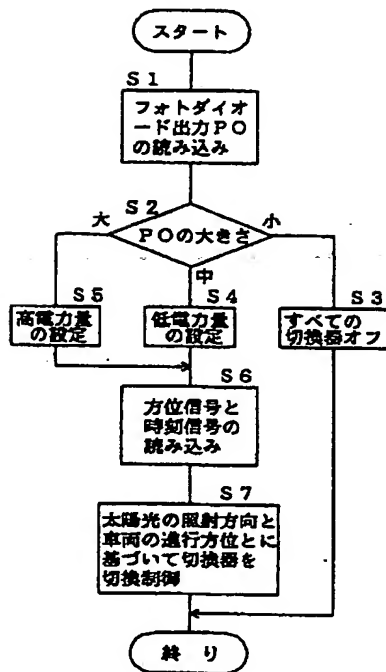 スタート
S1
フォトダイオ
ード出力PO
の読み込み
S2
大
小
POの大きさ
中
S5
高電力量
の設定
S4
低電力量
の設定
S3
すべての
切換器オフ
S6
方位信号と
時刻信号の
読み込み
S7
太陽光の照射方向と
車両の進行方位とに
基づいて切換器を
切換制御
終り